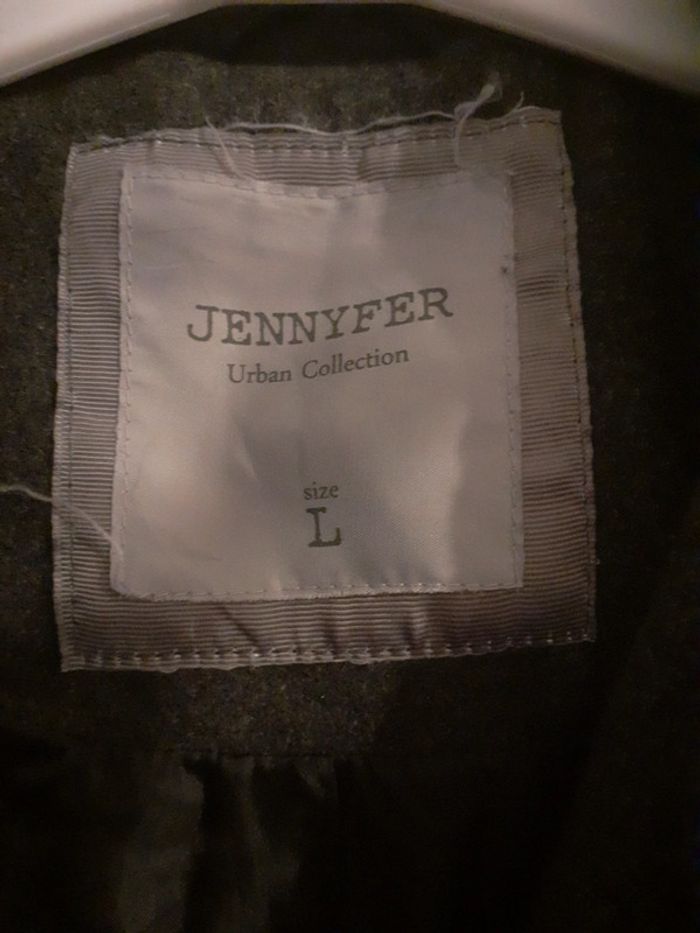 JENNYFER
Urban Collection
size
L